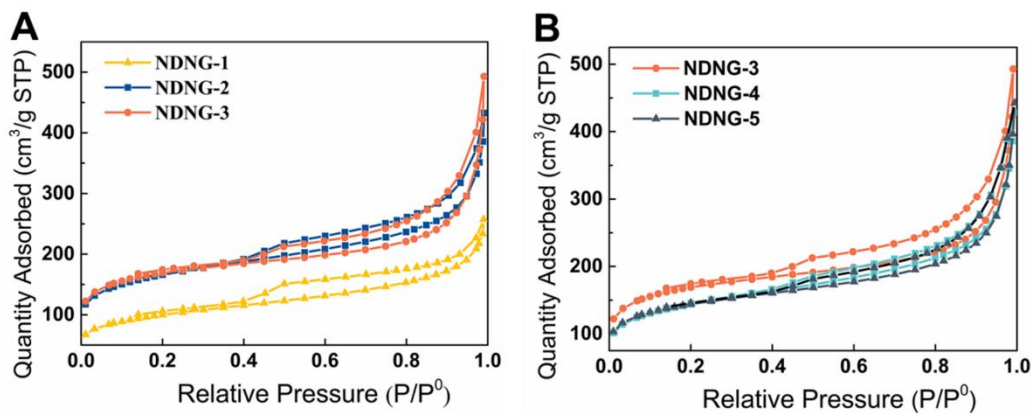 A
Quantity Adsorbed (cm³/g STP)
500
400
300
200
100
NDNG-1
NDNG-2
NDNG-3
0.0 0.2 0.4 0.6 0.8 1.0
Relative Pressure (P/P⁰)
B
Quantity Adsorbed (cm³/g STP)
500
400
300
200
100
NDNG-3
NDNG-4
NDNG-5
0.0 0.2 0.4 0.6 0.8 1.0
Relative Pressure (P/P⁰)